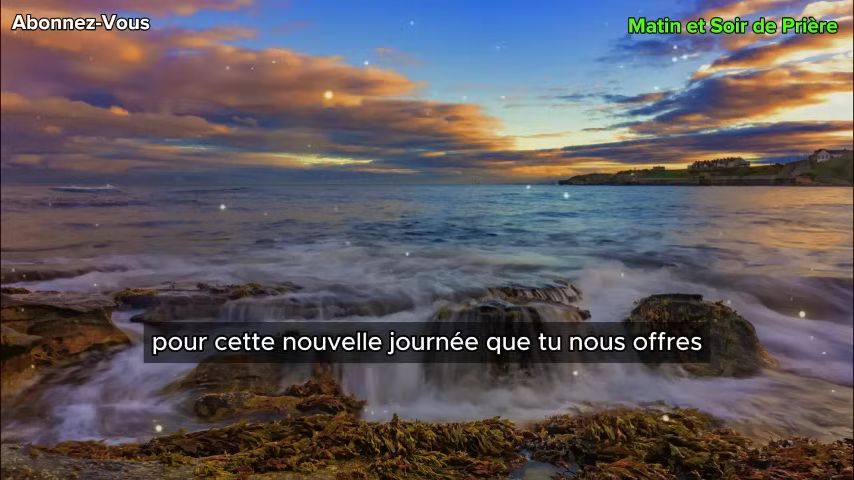 Abonnez-Vous
Matin et Soir de Prière
pour cette nouvelle journée que tu nous offres